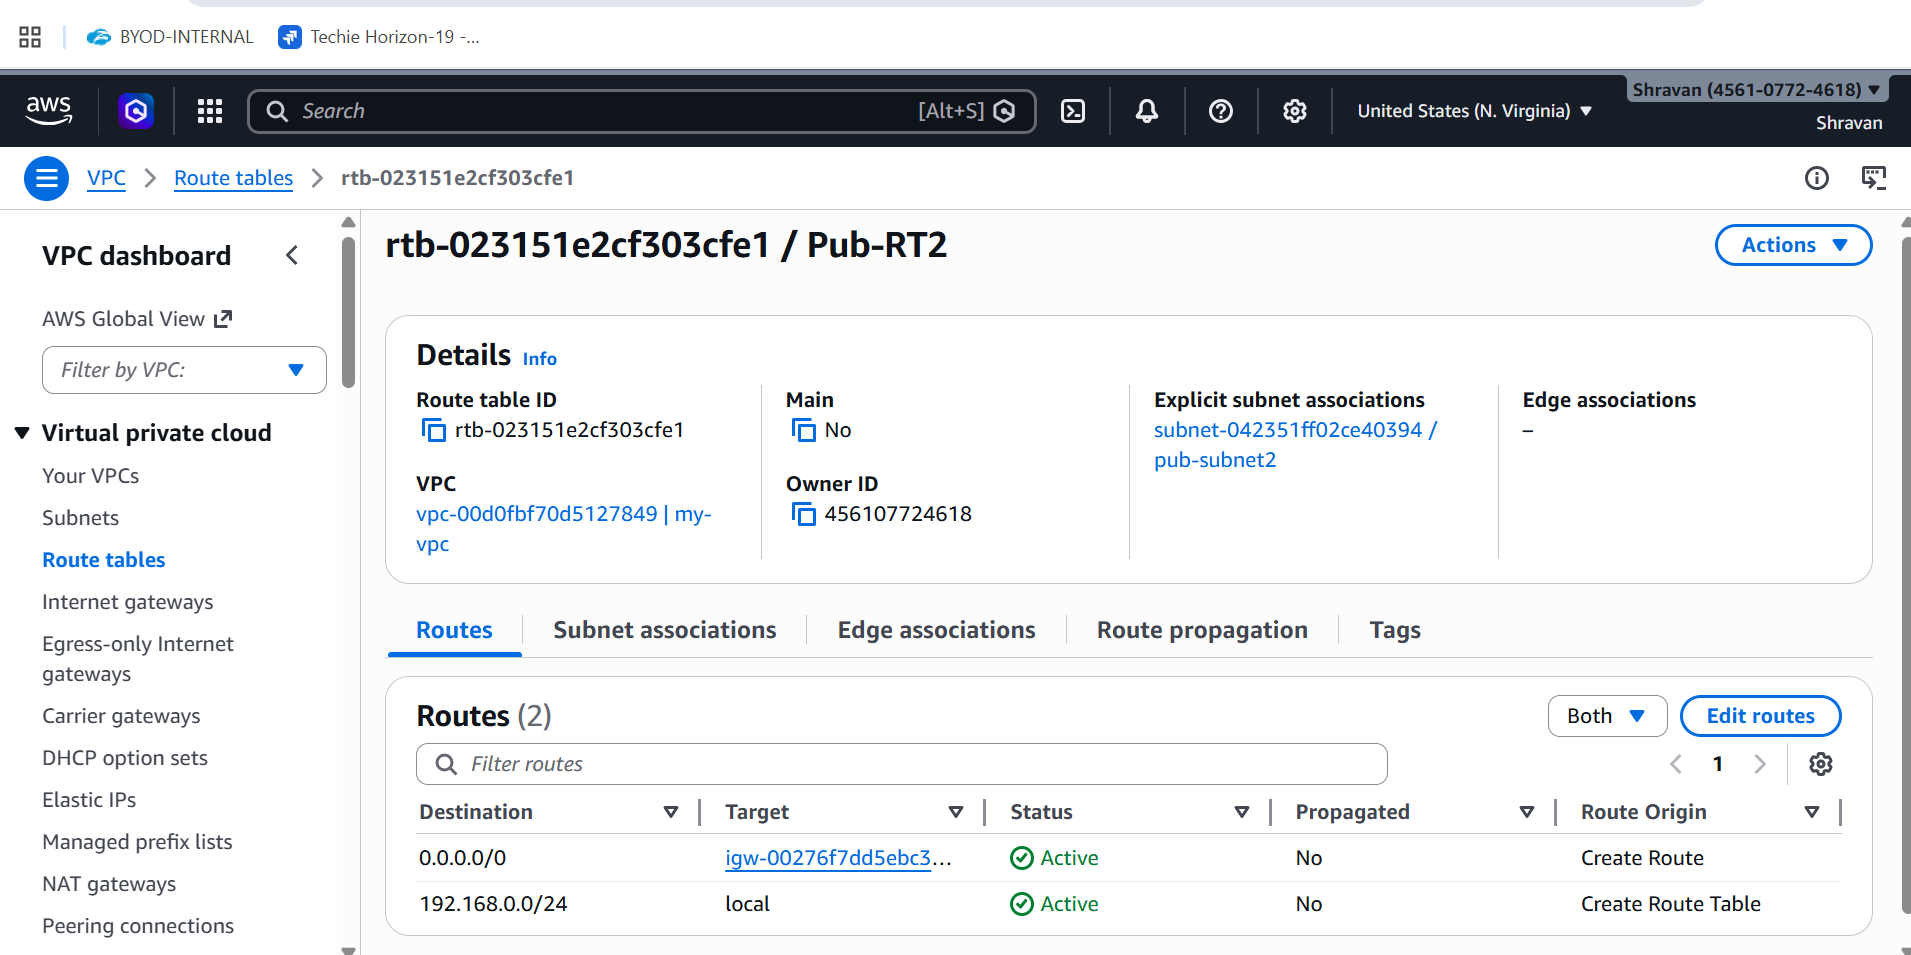 BYOD-INTERNAL
Techie Horizon-19 -...
aws
Search [Alt+S]
United States (N. Virginia)
Shravan (4561-0772-4618)
Shravan
VPC
Route tables
rtb-023151e2cf303cfe1
VPC dashboard
AWS Global View
Filter by VPC:
Virtual private cloud
Your VPCs
Subnets
Route tables
Internet gateways
Egress-only Internet
gateways
Carrier gateways
DHCP option sets
Elastic IPs
Managed prefix lists
NAT gateways
Peering connections
rtb-023151e2cf303cfe1 / Pub-RT2
Actions
Details Info
Route table ID
rtb-023151e2cf303cfe1
VPC
vpc-00d0fbf70d5127849 | my-
vpc
Main
No
Owner ID
456107724618
Explicit subnet associations
subnet-042351ff02ce40394 /
pub-subnet2
Edge associations
–
Routes Subnet associations Edge associations Route propagation Tags
Routes (2)
Both
Edit routes
Filter routes
1
Destination Target Status Propagated Route Origin
0.0.0.0/0 igw-00276f7dd5ebc3... Active No Create Route
192.168.0.0/24 local Active No Create Route Table